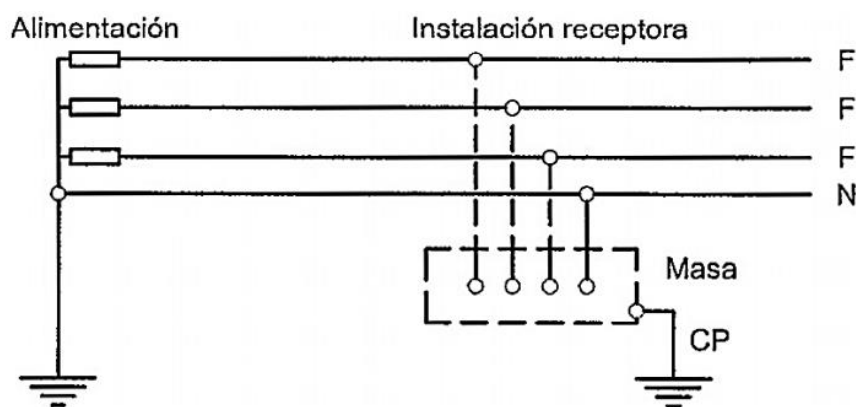 Alimentación
Instalación receptora
F
F
F
N
Masa
CP